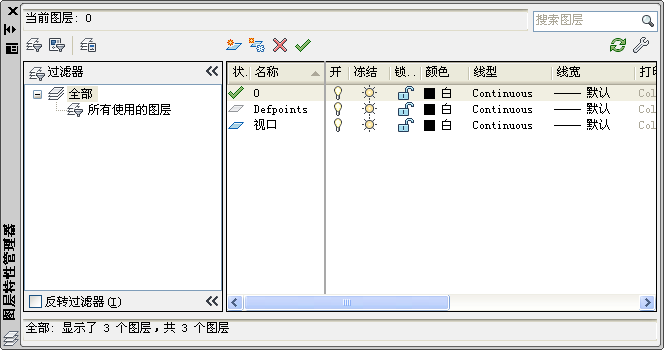 当前图层: 0
搜索图层
过滤器
全部
所有使用的图层
反转过滤器(I)
状.. 名称 开 冻结 锁.. 颜色 线型 线宽 打印
0 白 Continuous 默认 Col
Defpoints 白 Continuous 默认 Col
视口 白 Continuous 默认 Col
全部: 显示了 3 个图层，共 3 个图层
图层特性管理器